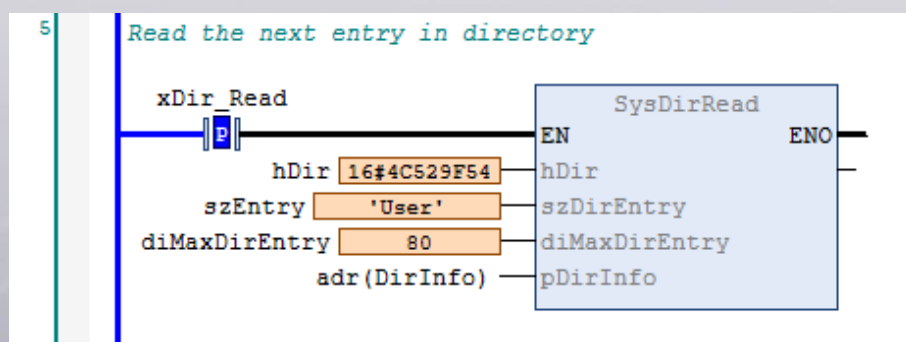 5
Read the next entry in directory
xDir_Read
SysDirRead
P
EN ENO
hDir 16#4C529F54 hDir
szEntry 'User' szDirEntry
diMaxDirEntry 80 diMaxDirEntry
adr(DirInfo) pDirInfo